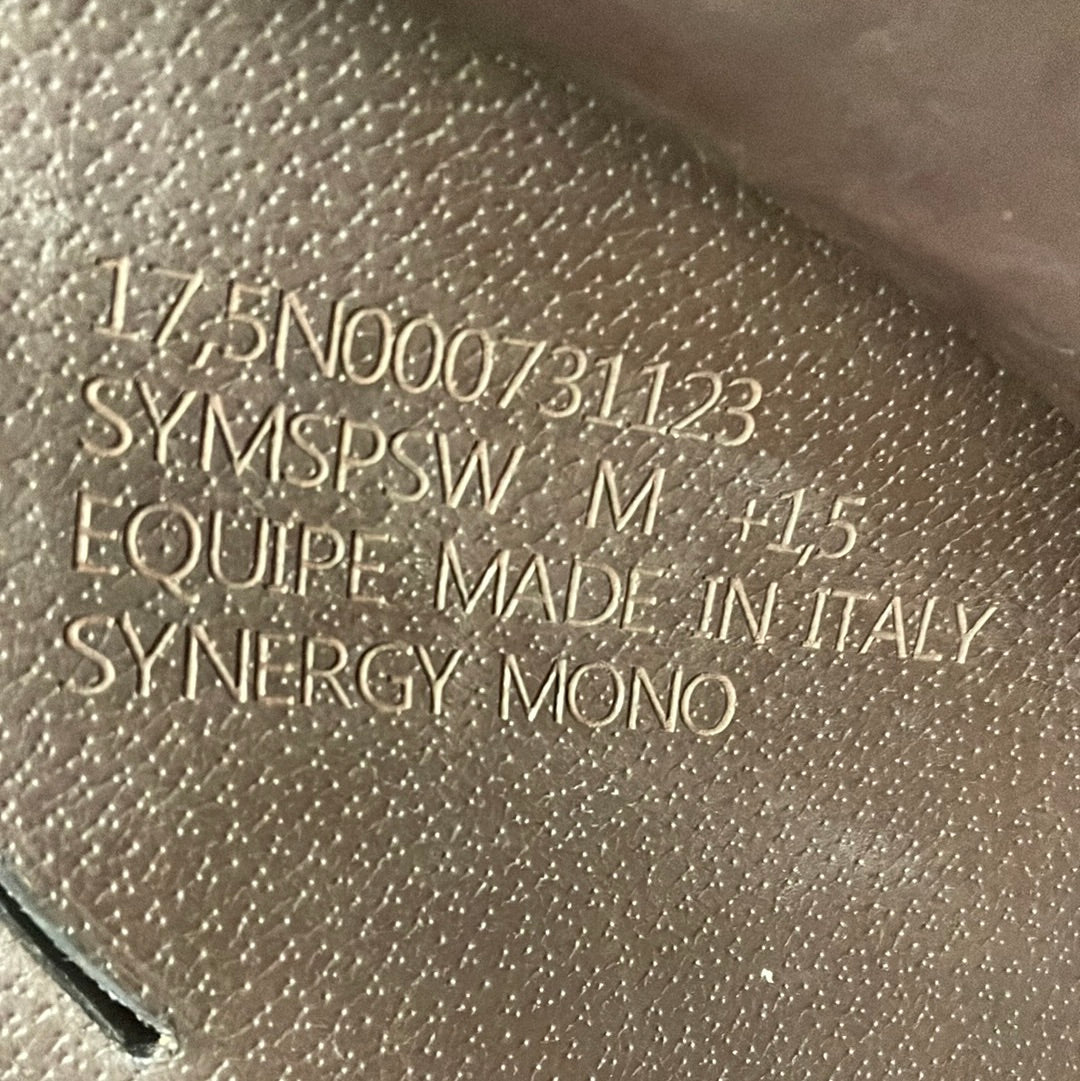 17,5N000731123
SYMSPSW M +1,5
EQUIPE MADE IN ITALY
SYNERGY MONO